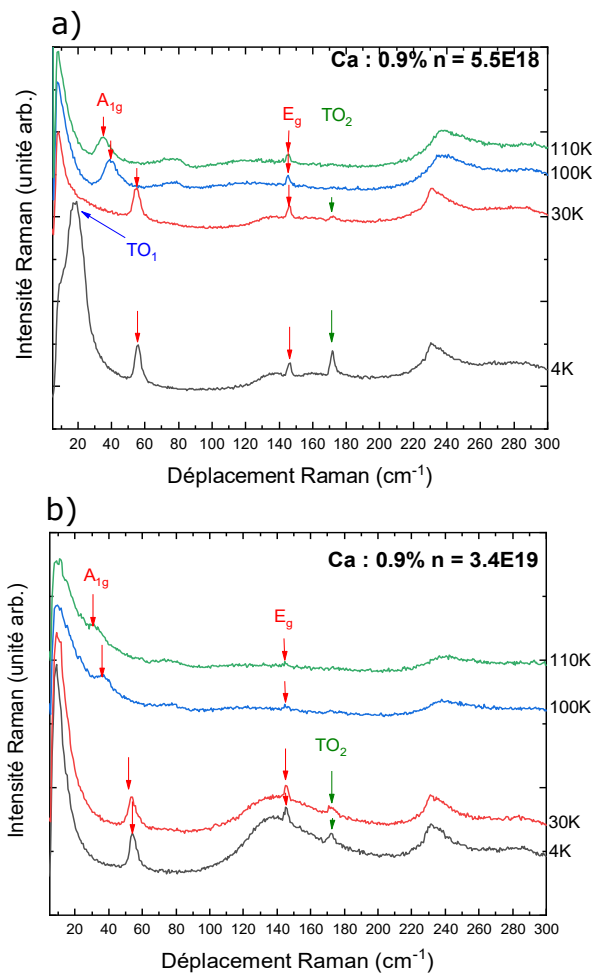 a)
Ca : 0.9% n = 5.5E18
A1g
Eg
TO2
110K
100K
30K
TO1
4K
Intensité Raman (unité arb.)
20 40 60 80 100 120 140 160 180 200 220 240 260 280 300
Déplacement Raman (cm-1)
b)
Ca : 0.9% n = 3.4E19
A1g
Eg
110K
100K
TO2
30K
4K
Intensité Raman (unité arb.)
20 40 60 80 100 120 140 160 180 200 220 240 260 280 300
Déplacement Raman (cm-1)